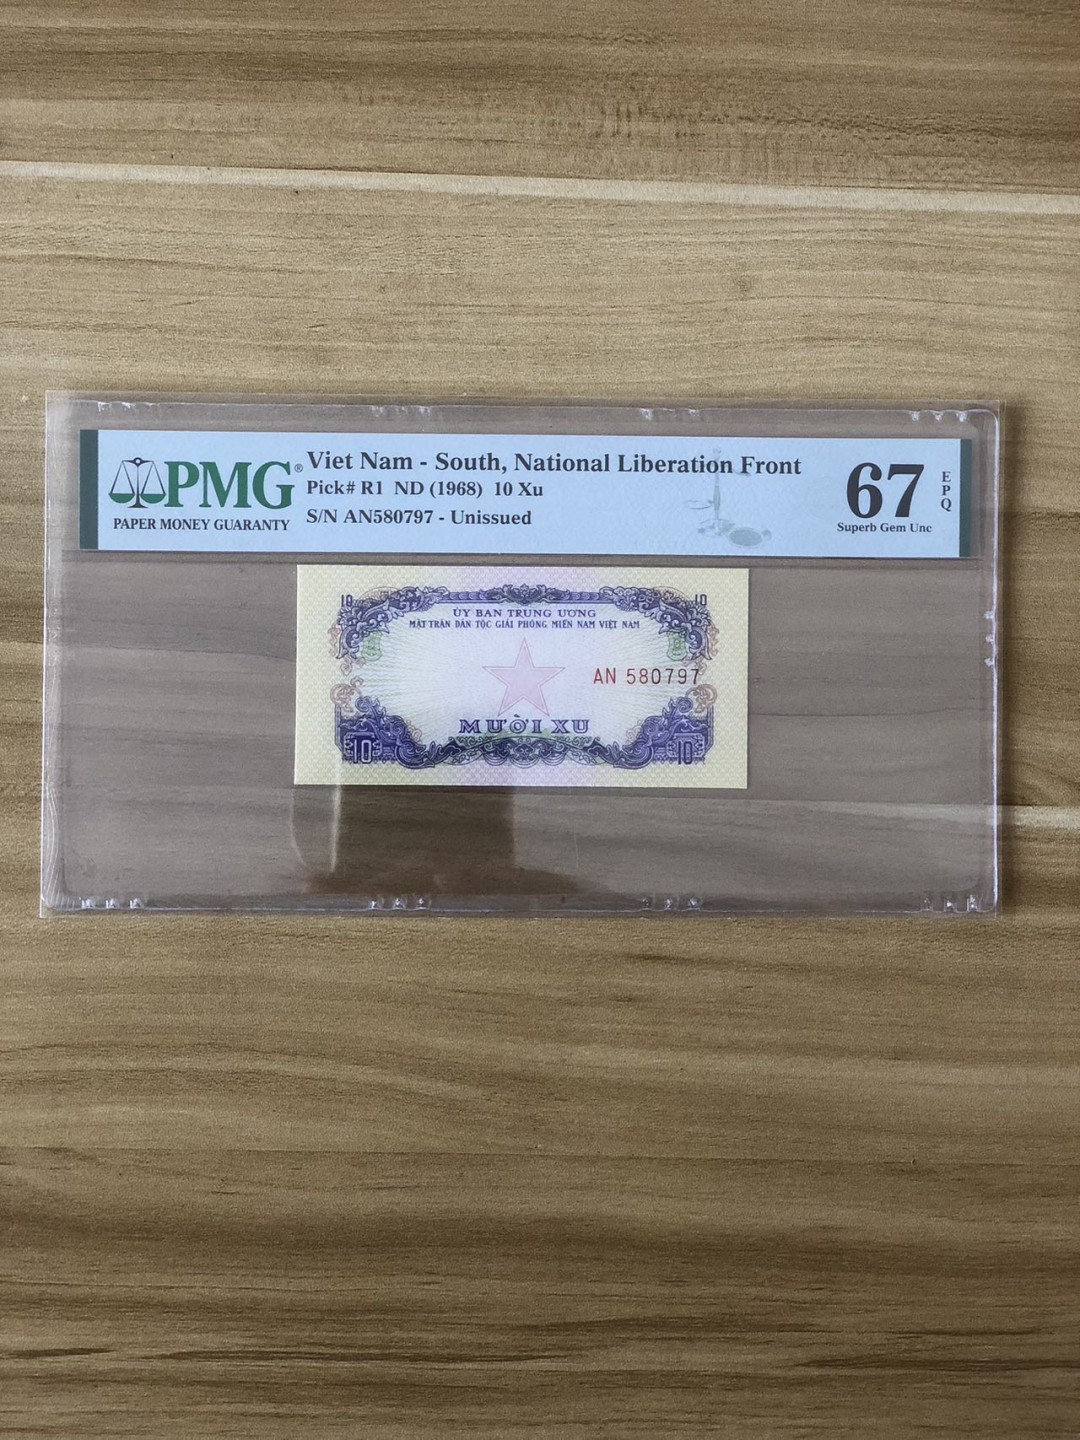 PMG®
PAPER MONEY GUARANTY
Viet Nam - South, National Liberation Front
Pick# R1 ND (1968) 10 Xu
S/N AN580797 - Unissued
67
Superb Gem Unc
EPQ
10 10
ỦY BAN TRUNG ƯƠNG
MẶT TRẬN DÂN TỘC GIẢI PHÓNG MIỀN NAM VIỆT NAM
AN 580797
MƯỜI XU
10 10